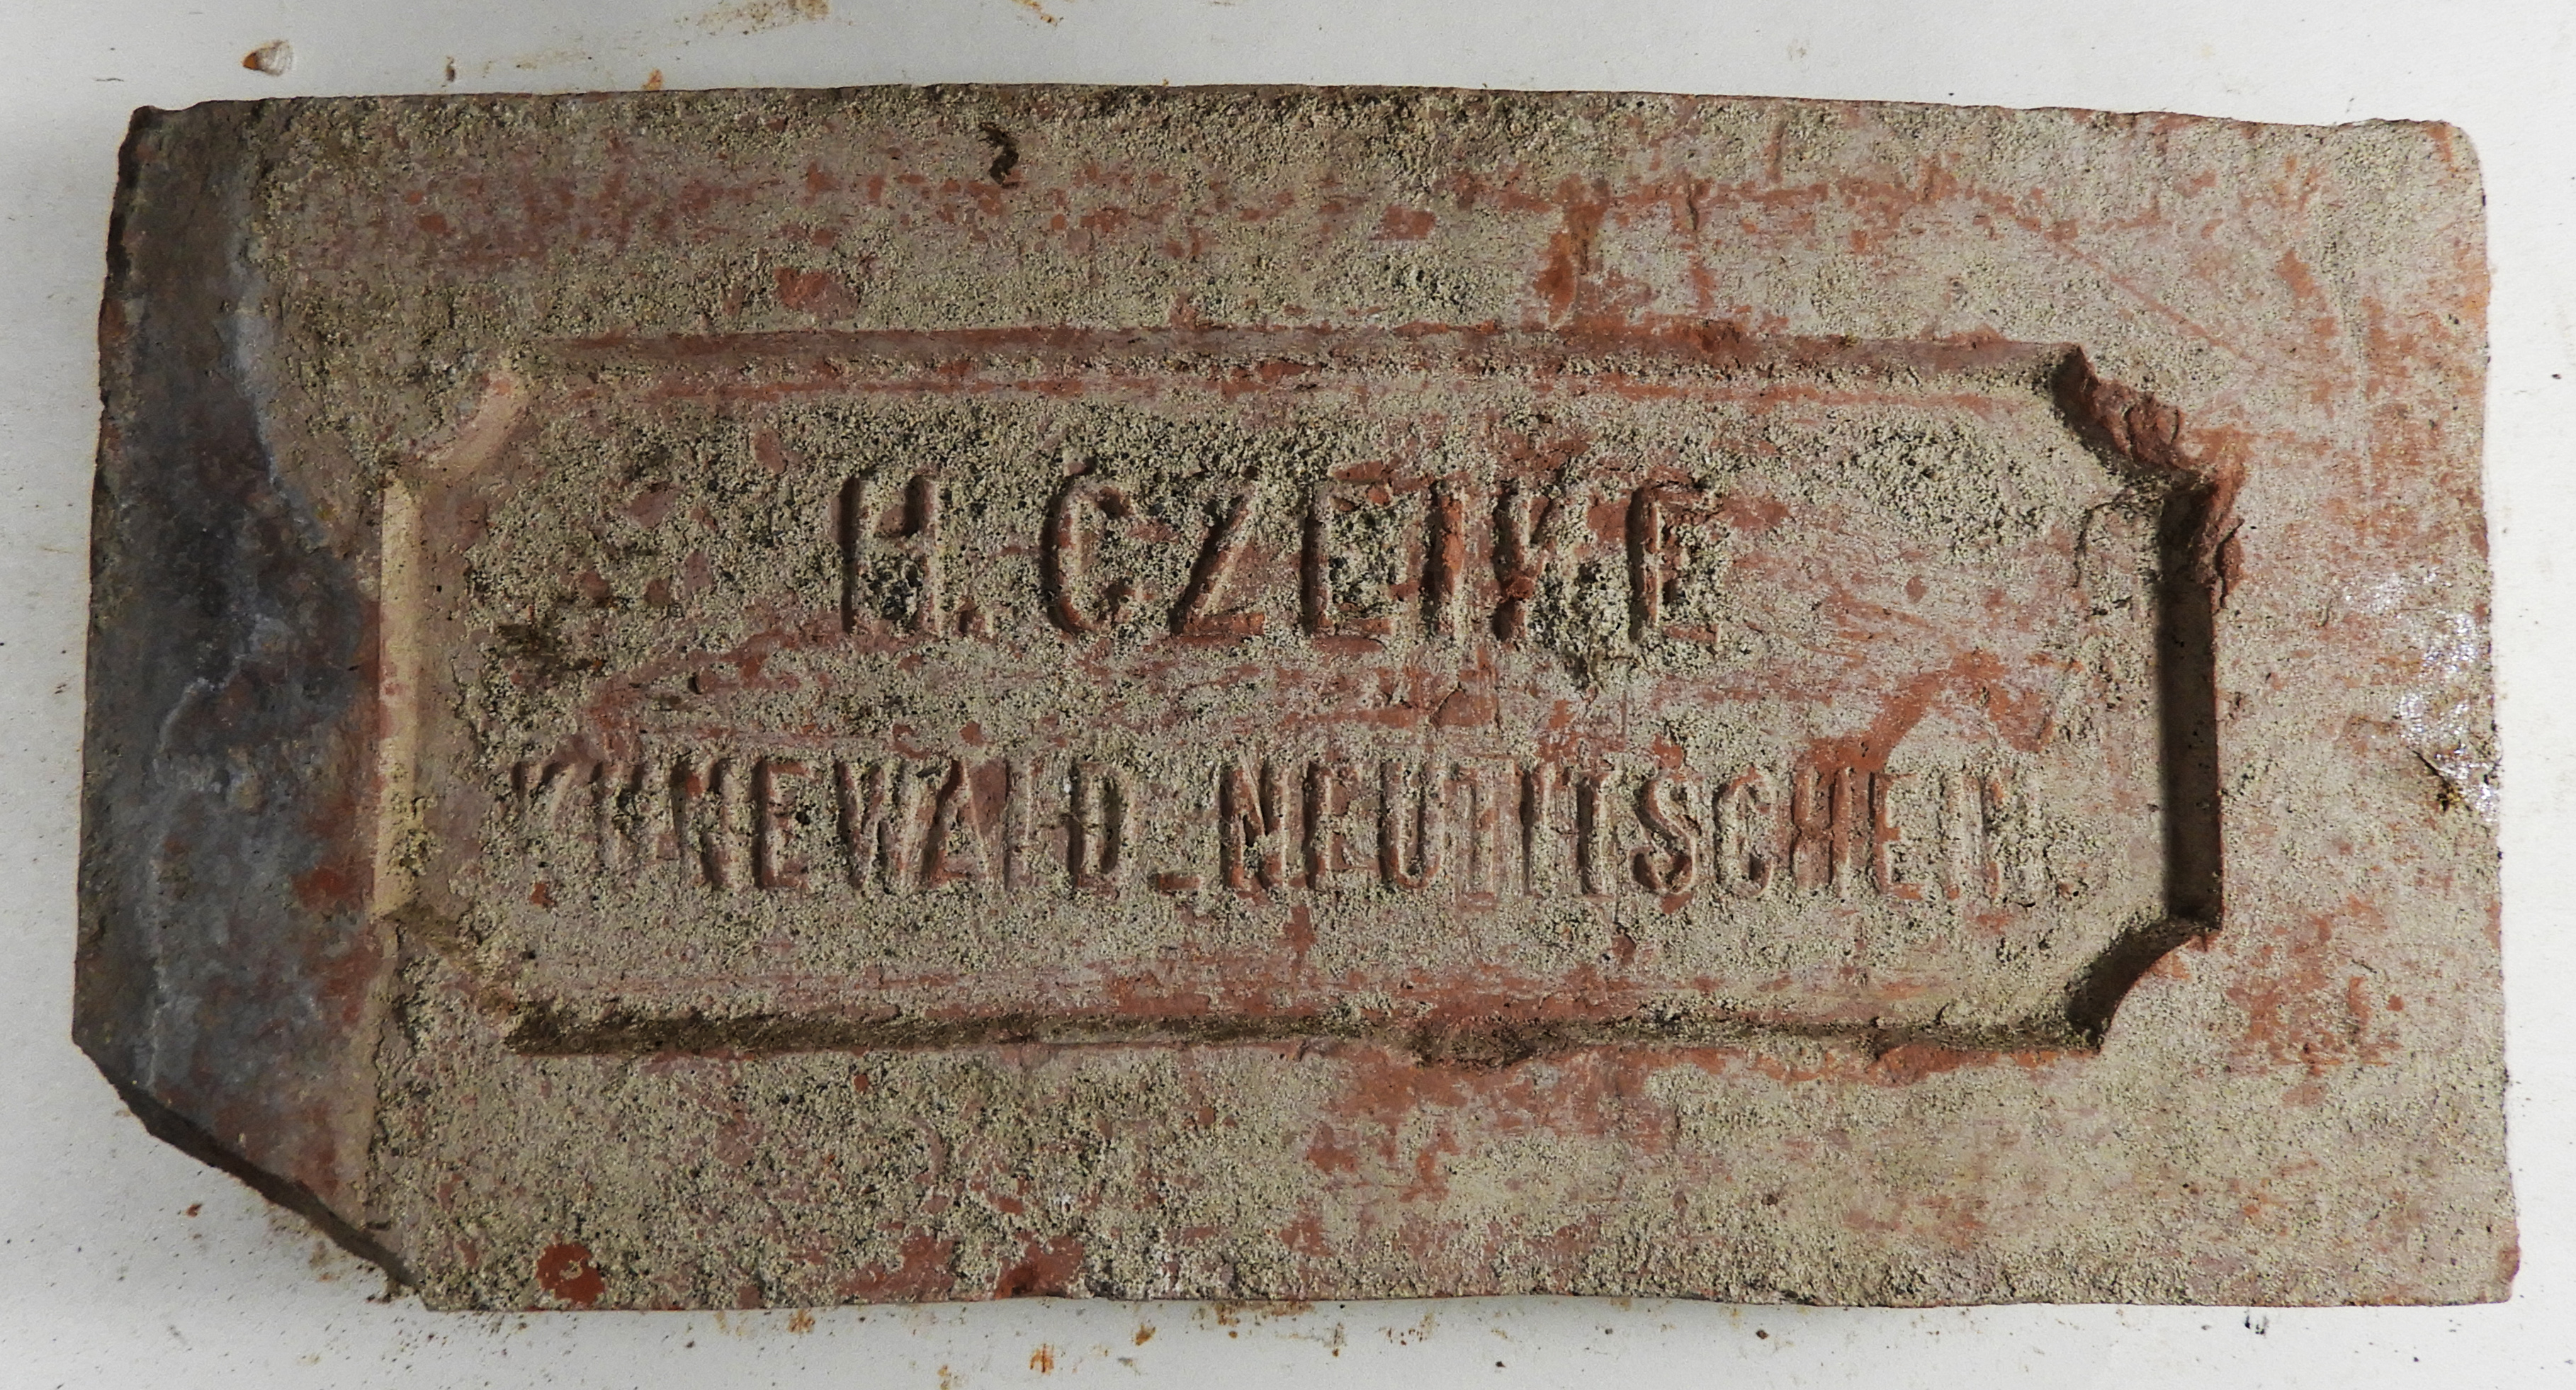 H. CZEIKE
KUNEWALD - NEUTITSCHEIN.